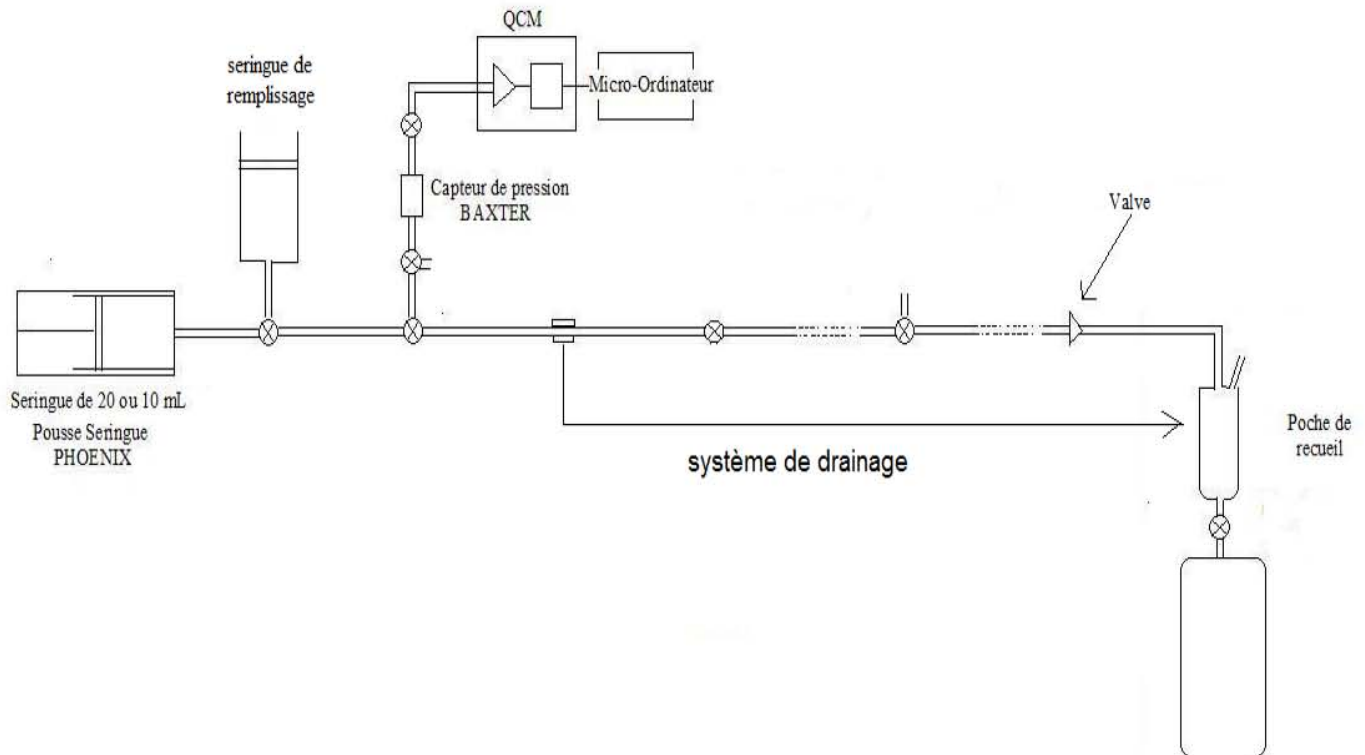 QCM
seringue de
remplissage
Micro-Ordinateur
Capteur de pression
BAXTER
Valve
Seringue de 20 ou 10 mL
Pousse Seringue
PHOENIX
système de drainage
Poche de
recueil